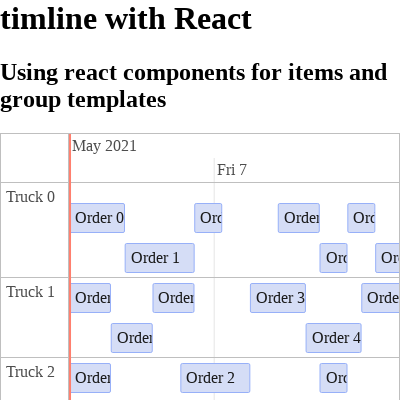 timline with React
Using react components for items and
group templates
May 2021
Fri 7
Truck 0
Order 0
Orc
Order
Orc
Order 1
Orc
Or
Truck 1
Order
Order
Order 3
Orde
Order
Order 4
Truck 2
Order
Order 2
Orc